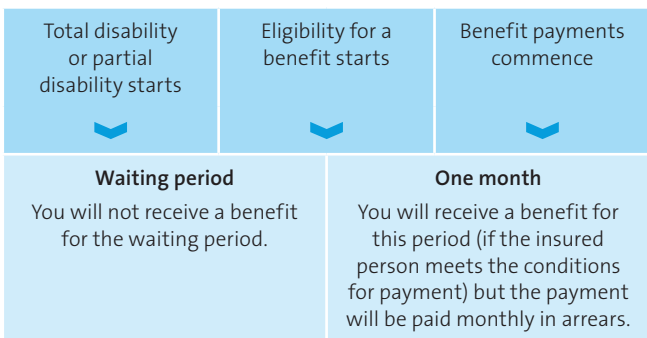 Total disability
or partial
disability starts
Eligibility for a
benefit starts
Benefit payments
commence
Waiting period
You will not receive a benefit
for the waiting period.
One month
You will receive a benefit for
this period (if the insured
person meets the conditions
for payment) but the payment
will be paid monthly in arrears.